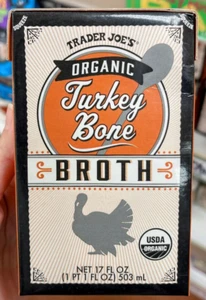 TRADER JOE'S
ORGANIC
Turkey
Bone
BROTH
USDA
ORGANIC
NET 17 FL OZ
(1 PT 1 FL OZ) 503 mL